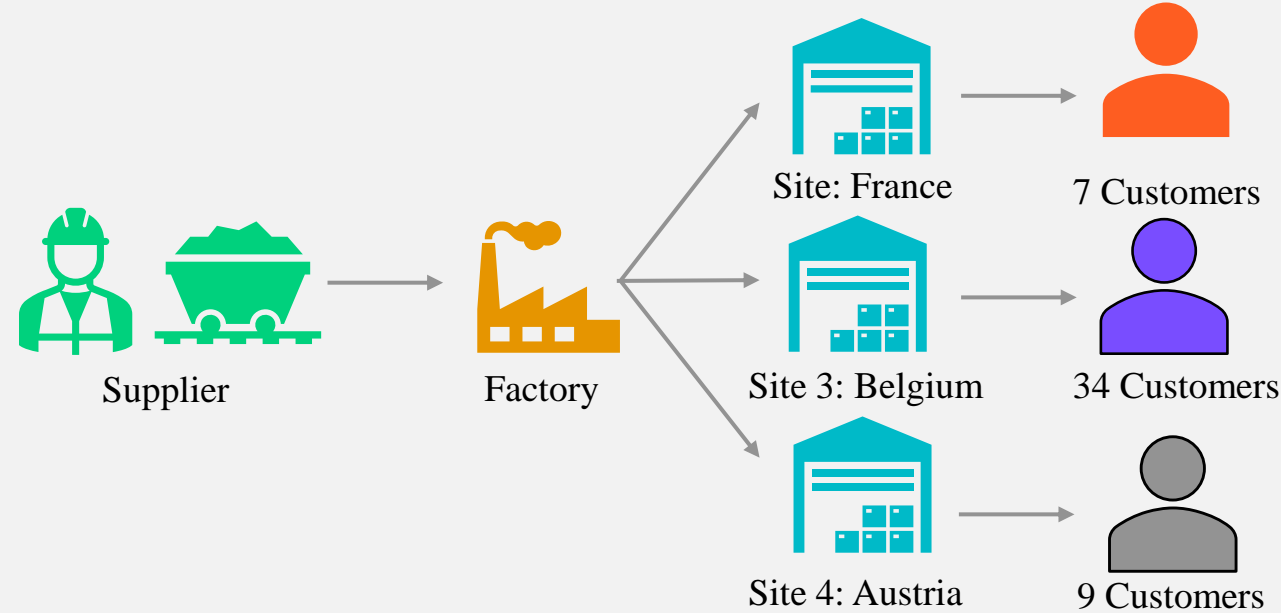 Site: France
7 Customers
Supplier
Factory
Site 3: Belgium
34 Customers
Site 4: Austria
9 Customers